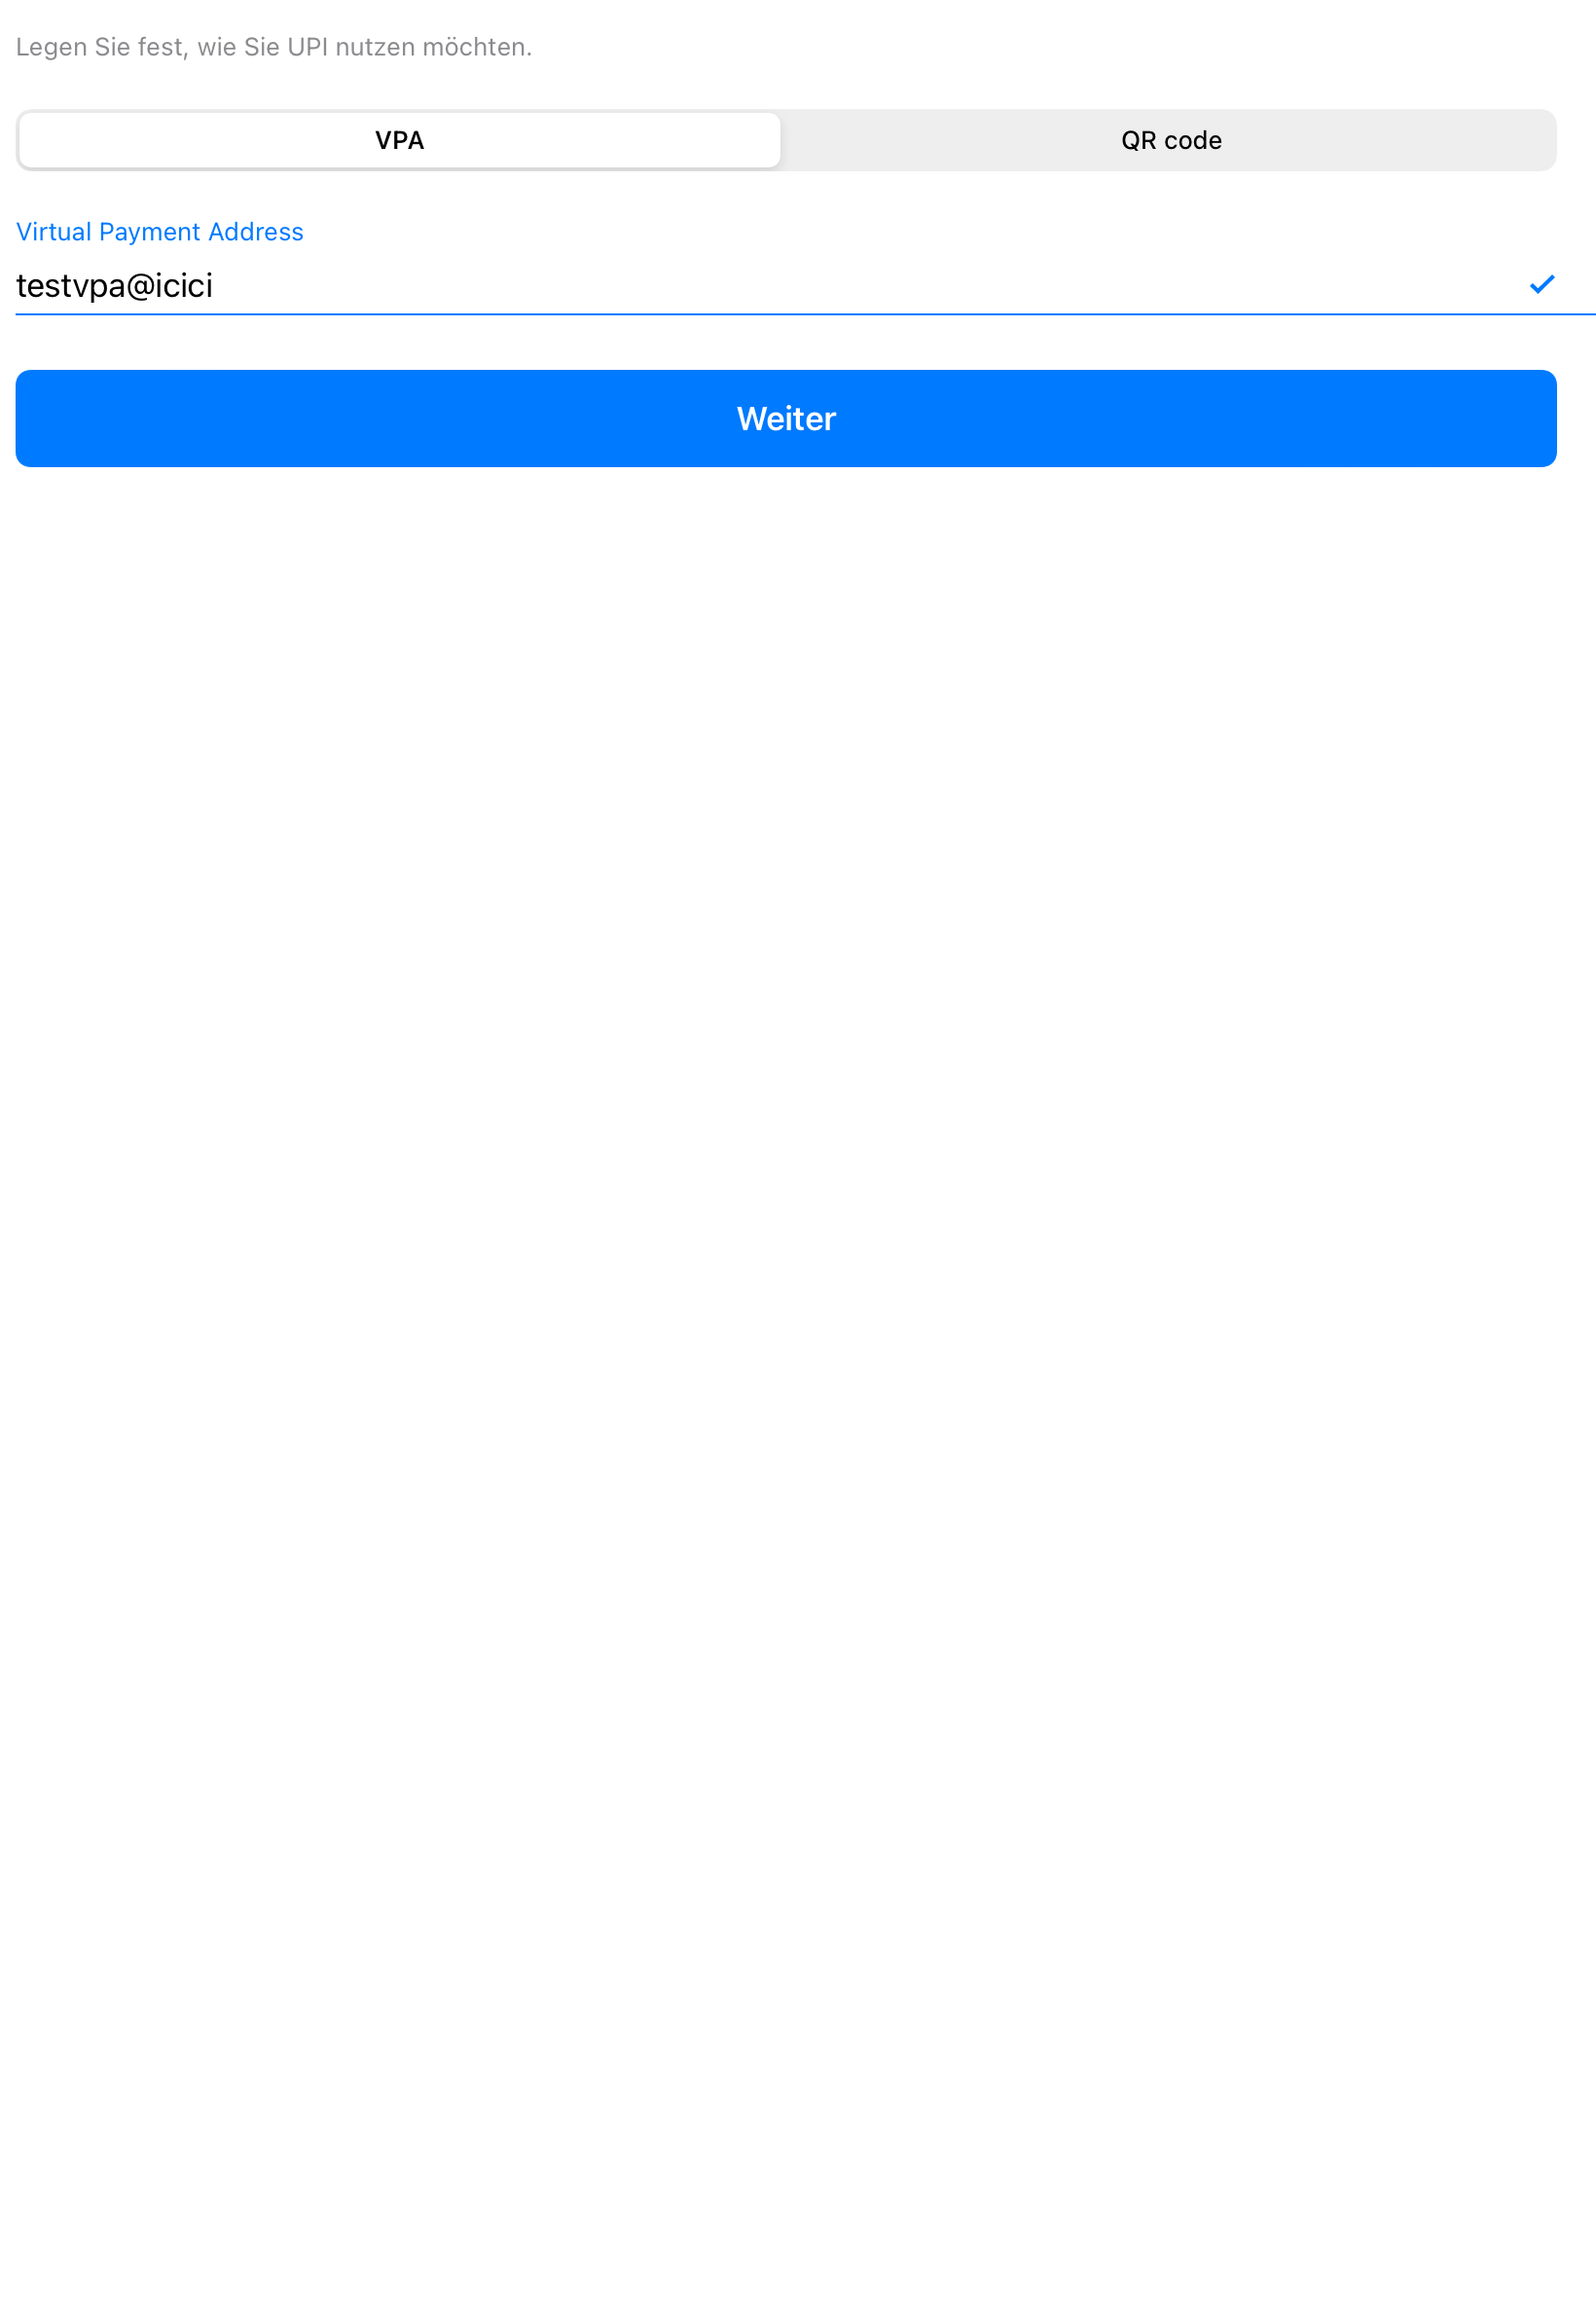 Legen Sie fest, wie Sie UPI nutzen möchten.
VPA
QR code
Virtual Payment Address
testvpa@icici
Weiter